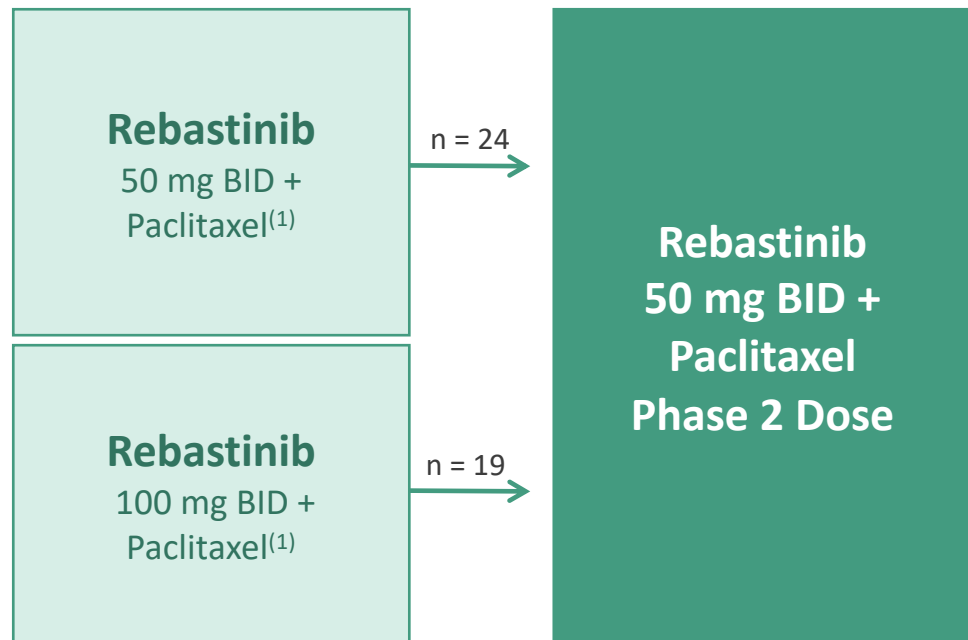 Rebastinib
50 mg BID +
Paclitaxel(1)
n = 24
Rebastinib
100 mg BID +
Paclitaxel(1)
n = 19
Rebastinib
50 mg BID +
Paclitaxel
Phase 2 Dose